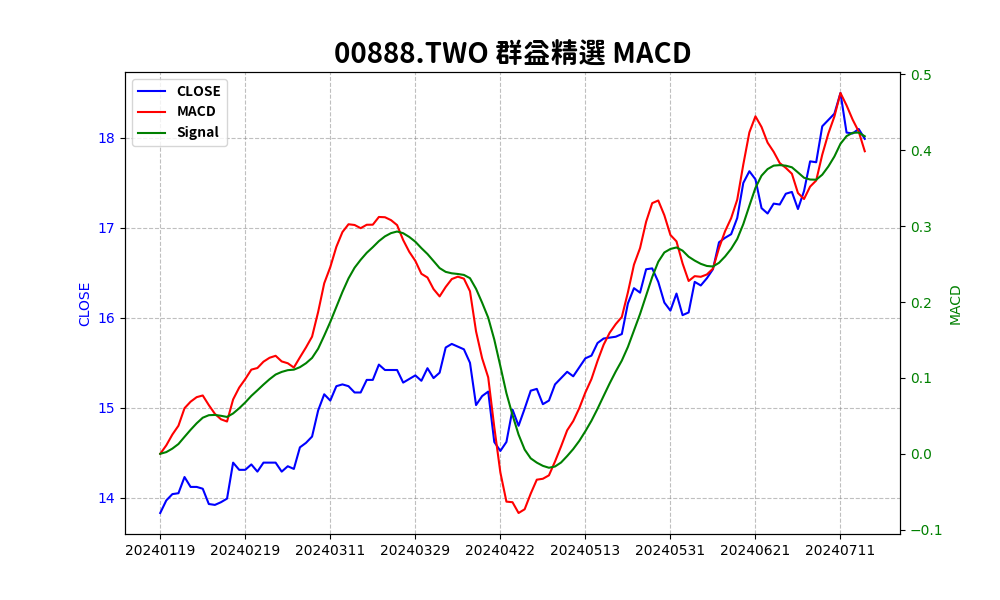 00888.TWO 群益精選 MACD
CLOSE
MACD
Signal
18
17
16
15
14
CLOSE
0.5
0.4
0.3
0.2
0.1
0.0
−0.1
MACD
20240119 20240219 20240311 20240329 20240422 20240513 20240531 20240621 20240711